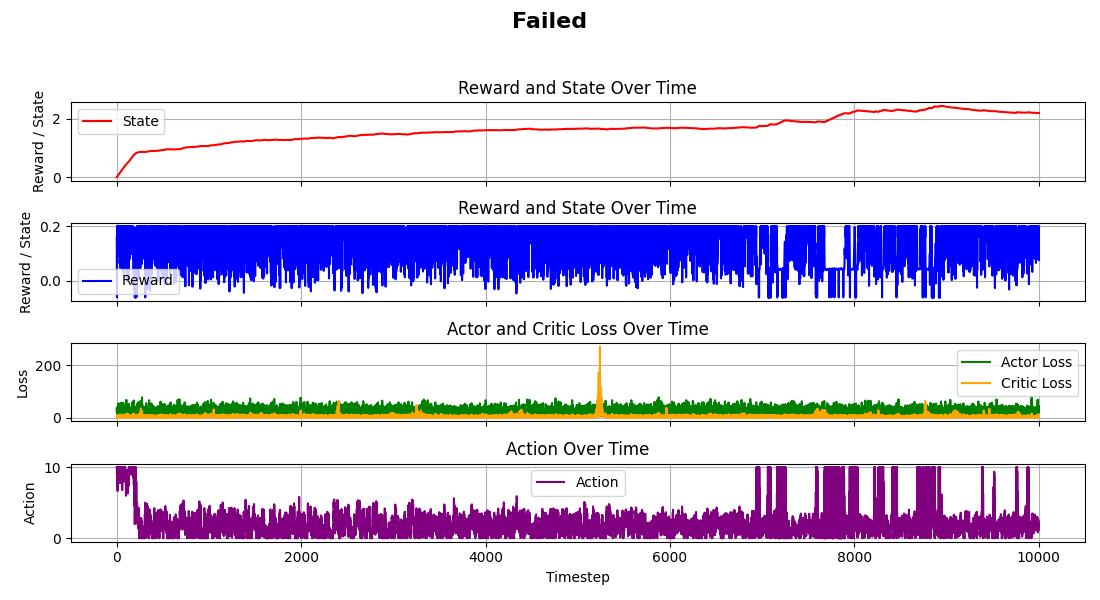 Failed
Reward and State Over Time
Reward / State
2
0
State
Reward and State Over Time
Reward / State
0.2
0.0
Reward
Actor and Critic Loss Over Time
Loss
200
0
Actor Loss
Critic Loss
Action Over Time
Action
10
5
0
Action
0
2000
4000
6000
8000
10000
Timestep